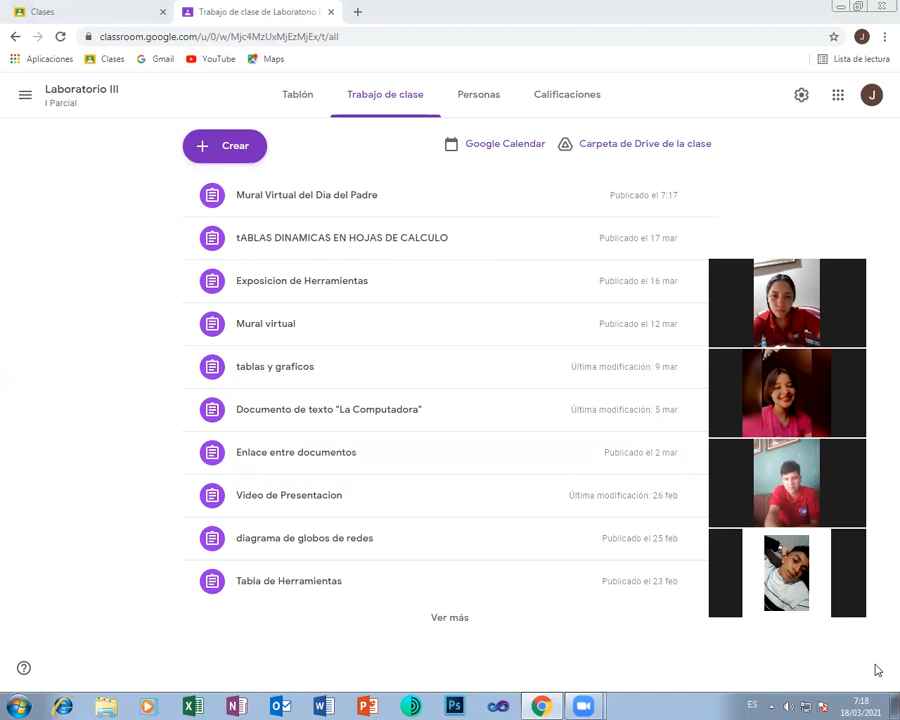 Clases
Trabajo de clase de Laboratorio
classroom.google.com/u/0/w/Mjc4MzUxMjEzMjEx/t/all
J
Aplicaciones
Clases
Gmail
YouTube
Maps
Lista de lectura
Laboratorio III
I Parcial
Tablón
Trabajo de clase
Personas
Calificaciones
J
Crear
Google Calendar
Carpeta de Drive de la clase
Mural Virtual del Día del Padre
Publicado el 7:17
tABLAS DINAMICAS EN HOJAS DE CALCULO
Publicado el 17 mar
Exposicion de Herramientas
Publicado el 16 mar
Mural virtual
Publicado el 12 mar
tablas y graficos
Última modificación: 9 mar
Documento de texto "La Computadora"
Última modificación: 5 mar
Enlace entre documentos
Publicado el 2 mar
Video de Presentacion
Última modificación: 26 feb
diagrama de globos de redes
Publicado el 25 feb
Tabla de Herramientas
Publicado el 23 feb
Ver más
ES
7:18
18/03/2021